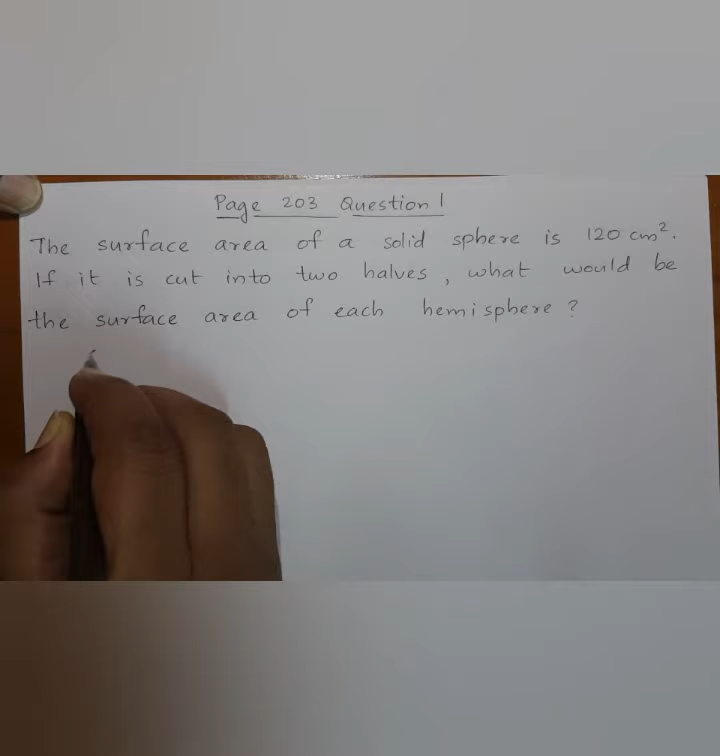 Page 203 Question 1
The surface area of a solid sphere is 120 cm².
If it is cut into two halves, what would be
the surface area of each hemisphere?